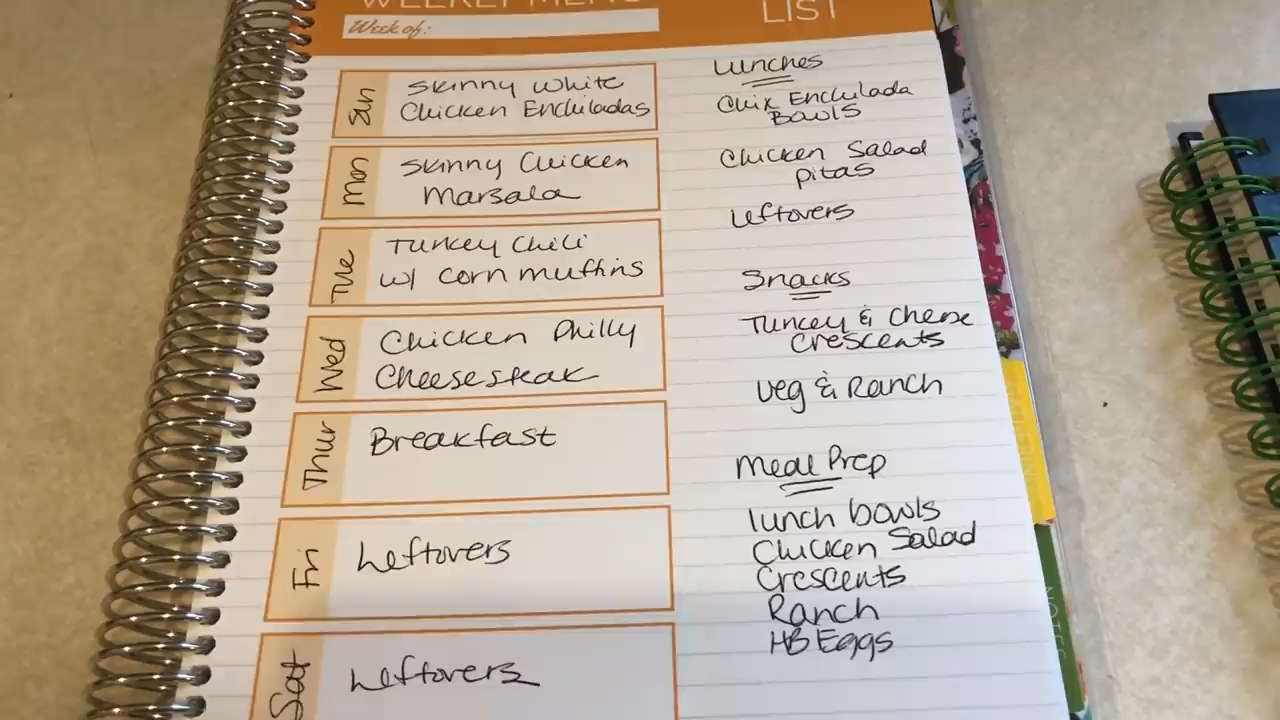 WEEKLY MENU
Week of:
Sun
Skinny White
Chicken Enchiladas
Mon
Skinny Chicken
Marsala
Tue
Turkey Chili
w/ corn muffins
Wed
Chicken Philly
Cheesesteak
Thur
Breakfast
Fri
Leftovers
Sat
Leftovers
LIST
Lunches
Chix Enchilada
Bowls
Chicken Salad
pitas
Leftovers
Snacks
Turkey & Cheese
Crescents
Veg & Ranch
Meal Prep
lunch bowls
Chicken Salad
Crescents
Ranch
HB Eggs
NOTES